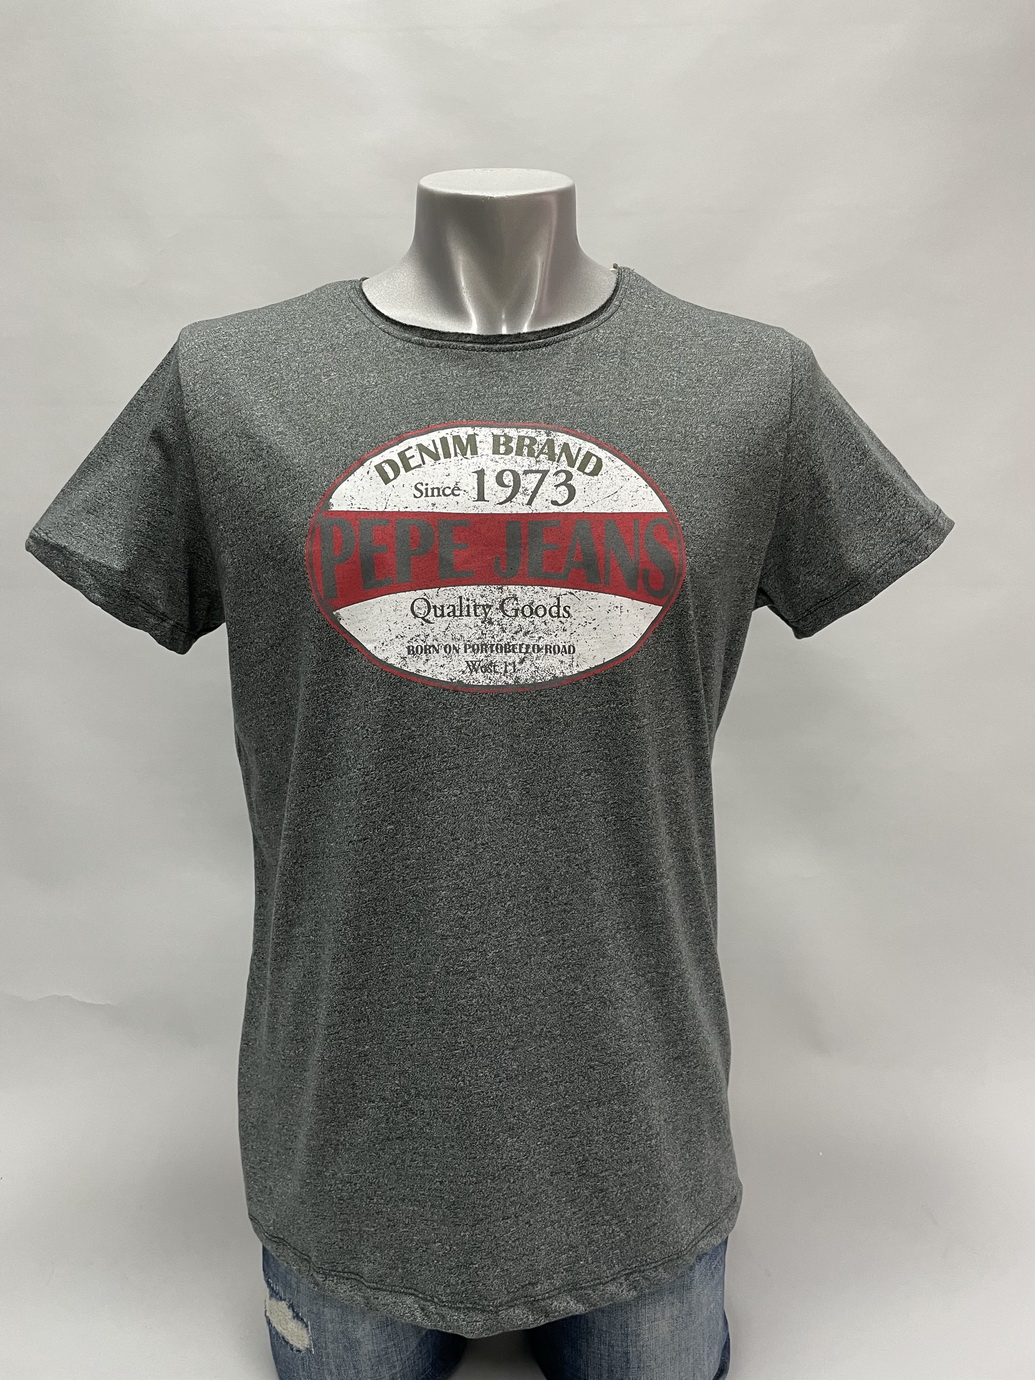 DENIM BRAND
Since 1973
PEPE JEANS
Quality Goods
BORN ON PORTOBELLO ROAD
West 11